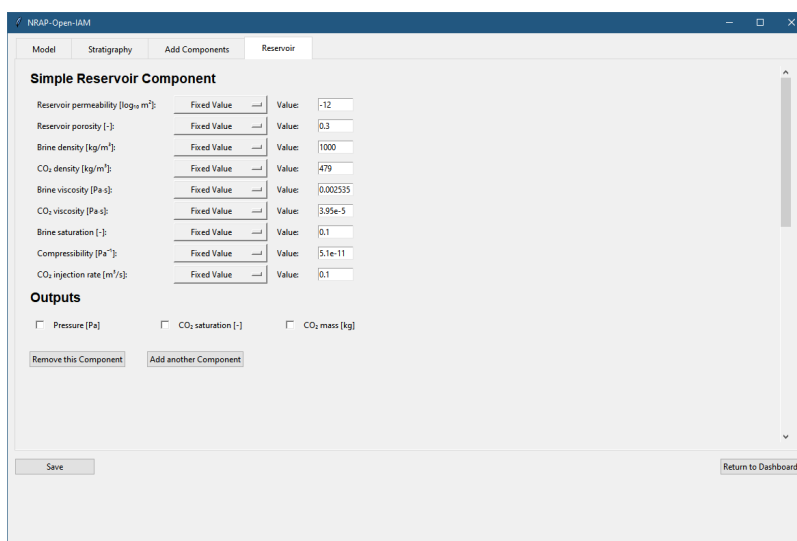 NRAP-Open-IAM
Model Stratigraphy Add Components Reservoir
Simple Reservoir Component
Reservoir permeability [log₁₀ m²]: Fixed Value Value: -12
Reservoir porosity [-]: Fixed Value Value: 0.3
Brine density [kg/m³]: Fixed Value Value: 1000
CO₂ density [kg/m³]: Fixed Value Value: 479
Brine viscosity [Pa·s]: Fixed Value Value: 0.002535
CO₂ viscosity [Pa·s]: Fixed Value Value: 3.95e-5
Brine saturation [-]: Fixed Value Value: 0.1
Compressibility [Pa⁻¹]: Fixed Value Value: 5.1e-11
CO₂ injection rate [m³/s]: Fixed Value Value: 0.1
Outputs
Pressure [Pa] CO₂ saturation [-] CO₂ mass [kg]
Remove this Component Add another Component
Save Return to Dashboard